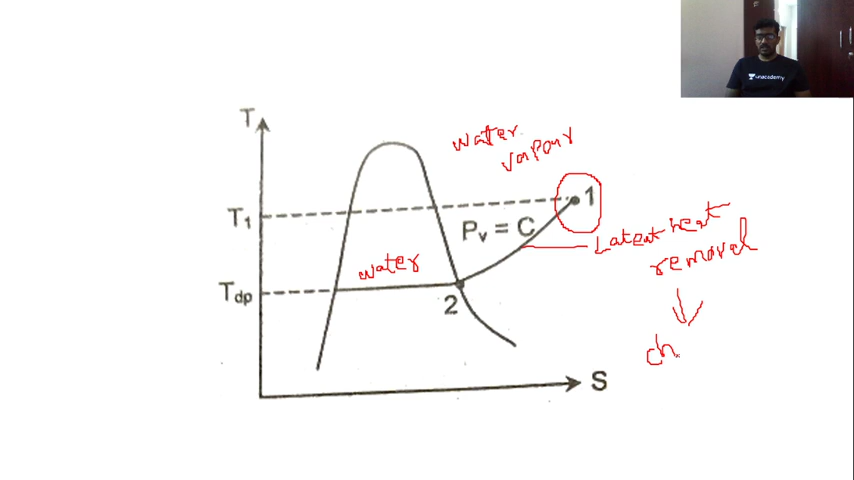 unacademy
T
water
vapour
T1
1
Pv = C
Latent heat
removal
water
Tdp
2
ch
S